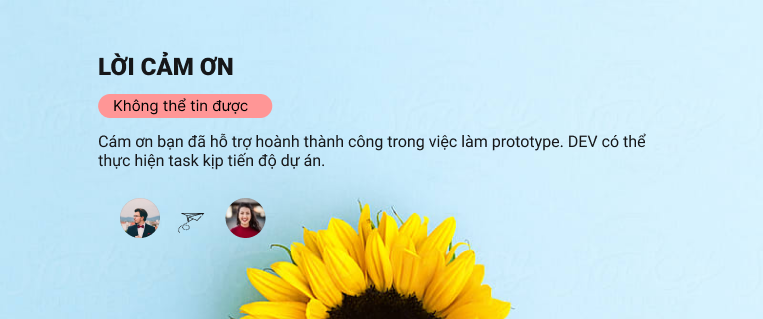 LỜI CẢM ƠN
Không thể tin được
Cám ơn bạn đã hỗ trợ hoành thành công trong việc làm prototype. DEV có thể
thực hiện task kịp tiến độ dự án.